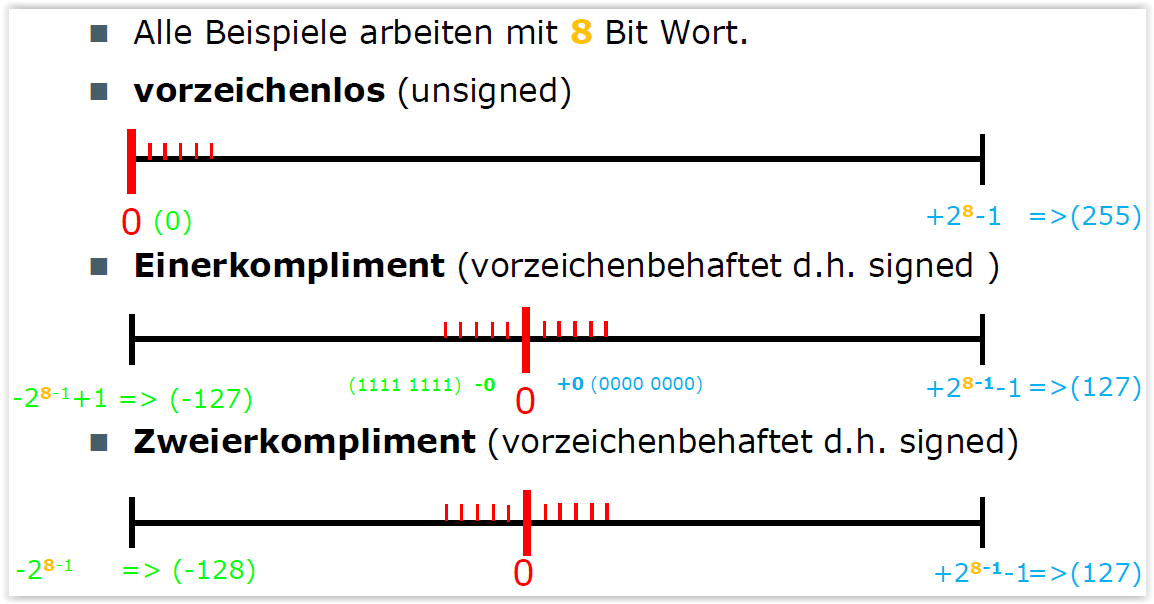 Alle Beispiele arbeiten mit 8 Bit Wort.
vorzeichenlos (unsigned)
0 (0) +2⁸-1 =>(255)
Einerkompliment (vorzeichenbehaftet d.h. signed )
(1111 1111) -0 +0 (0000 0000)
-2⁸⁻¹+1 => (-127) 0 +2⁸⁻¹-1 =>(127)
Zweierkompliment (vorzeichenbehaftet d.h. signed)
-2⁸⁻¹ => (-128) 0 +2⁸⁻¹-1=>(127)